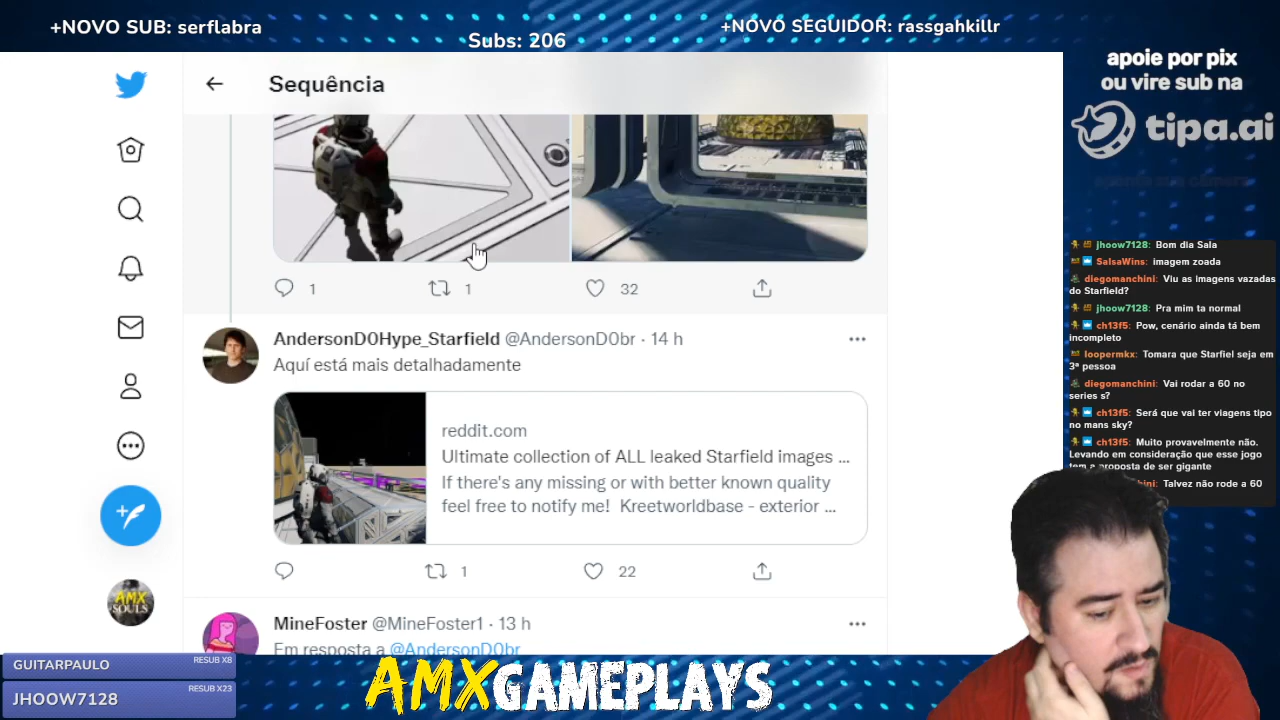 +NOVO SUB: serflabra
Subs: 206
+NOVO SEGUIDOR: rassgahkillr
Sequência
1
1
32
AndersonD0Hype_Starfield @AndersonD0br · 14 h
Aquí está mais detalhadamente
reddit.com
Ultimate collection of ALL leaked Starfield images ...
If there's any missing or with better known quality
feel free to notify me! Kreetworldbase - exterior ...
1
22
MineFoster @MineFoster1 · 13 h
Em resposta a @AndersonD0br
AMX
SOULS
GUITARPAULO
RESUB X8
JHOOW7128
RESUB X23
AMXGAMEPLAYS
apoie por pix
ou vire sub na
tipa.ai
jhoow7128: Bom dia Sala
SalsaWins: imagem zoada
diegomanchini: Viu as imagens vazadas
do Starfield?
jhoow7128: Pra mim ta normal
ch13f5: Pow, cenário ainda tá bem
incompleto
loopermkx: Tomara que Starfiel seja em
3ª pessoa
diegomanchini: Vai rodar a 60 no
series s?
ch13f5: Será que vai ter viagens tipo
no mans sky?
ch13f5: Muito provavelmente não.
Levando em consideração que esse jogo
tem a proposta de ser gigante
ini: Talvez não rode a 60